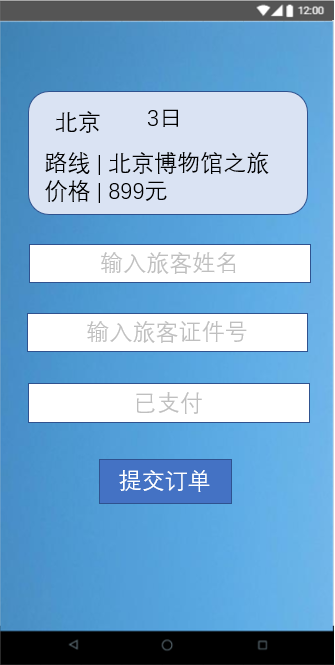 12:00
北京 3日
路线 | 北京博物馆之旅
价格 | 899元
输入旅客姓名
输入旅客证件号
已支付
提交订单